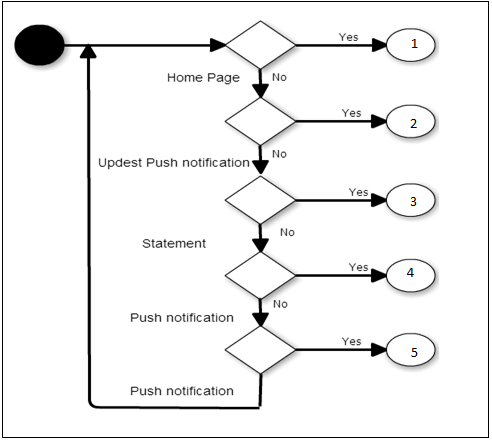 Yes
1
Home Page
No
Yes
2
Updest Push notification
No
Yes
3
No
Statement
Yes
4
No
Push notification
Yes
5
Push notification